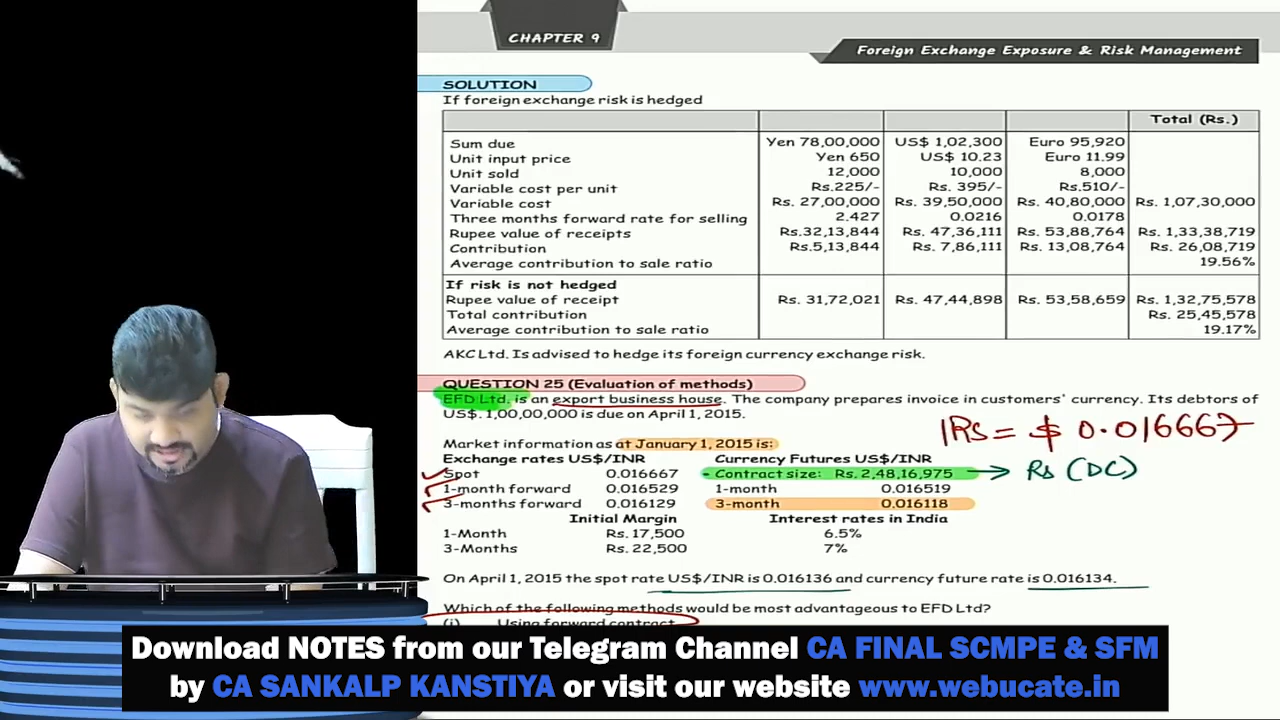 CHAPTER 9
Foreign Exchange Exposure & Risk Management
SOLUTION
If foreign exchange risk is hedged
Total (Rs.)
Sum due Yen 78,00,000 US$ 1,02,300 Euro 95,920
Unit input price Yen 650 US$ 10.23 Euro 11.99
Unit sold 12,000 10,000 8,000
Variable cost per unit Rs.225/- Rs. 395/- Rs.510/-
Variable cost Rs. 27,00,000 Rs. 39,50,000 Rs. 40,80,000 Rs. 1,07,30,000
Three months forward rate for selling 2.427 0.0216 0.0178
Rupee value of receipts Rs.32,13,844 Rs. 47,36,111 Rs. 53,88,764 Rs. 1,33,38,719
Contribution Rs.5,13,844 Rs. 7,86,111 Rs. 13,08,764 Rs. 26,08,719
Average contribution to sale ratio 19.56%
If risk is not hedged
Rupee value of receipt Rs. 31,72,021 Rs. 47,44,898 Rs. 53,58,659 Rs. 1,32,75,578
Total contribution Rs. 25,45,578
Average contribution to sale ratio 19.17%
AKC Ltd. Is advised to hedge its foreign currency exchange risk.
QUESTION 25 (Evaluation of methods)
EFD Ltd. is an export business house. The company prepares invoice in customers' currency. Its debtors of
US$. 1,00,00,000 is due on April 1, 2015.
1Rs = $ 0.016667
Market information as at January 1, 2015 is:
Exchange rates US$/INR Currency Futures US$/INR
Spot 0.016667 Contract size: Rs. 2,48,16,975 → Rs (DC)
1-month forward 0.016529 1-month 0.016519
3-months forward 0.016129 3-month 0.016118
Initial Margin Interest rates in India
1-Month Rs. 17,500 6.5%
3-Months Rs. 22,500 7%
On April 1, 2015 the spot rate US$/INR is 0.016136 and currency future rate is 0.016134.
Which of the following methods would be most advantageous to EFD Ltd?
(i) Using forward contract
Download NOTES from our Telegram Channel CA FINAL SCMPE & SFM
by CA SANKALP KANSTIYA or visit our website www.webucate.in